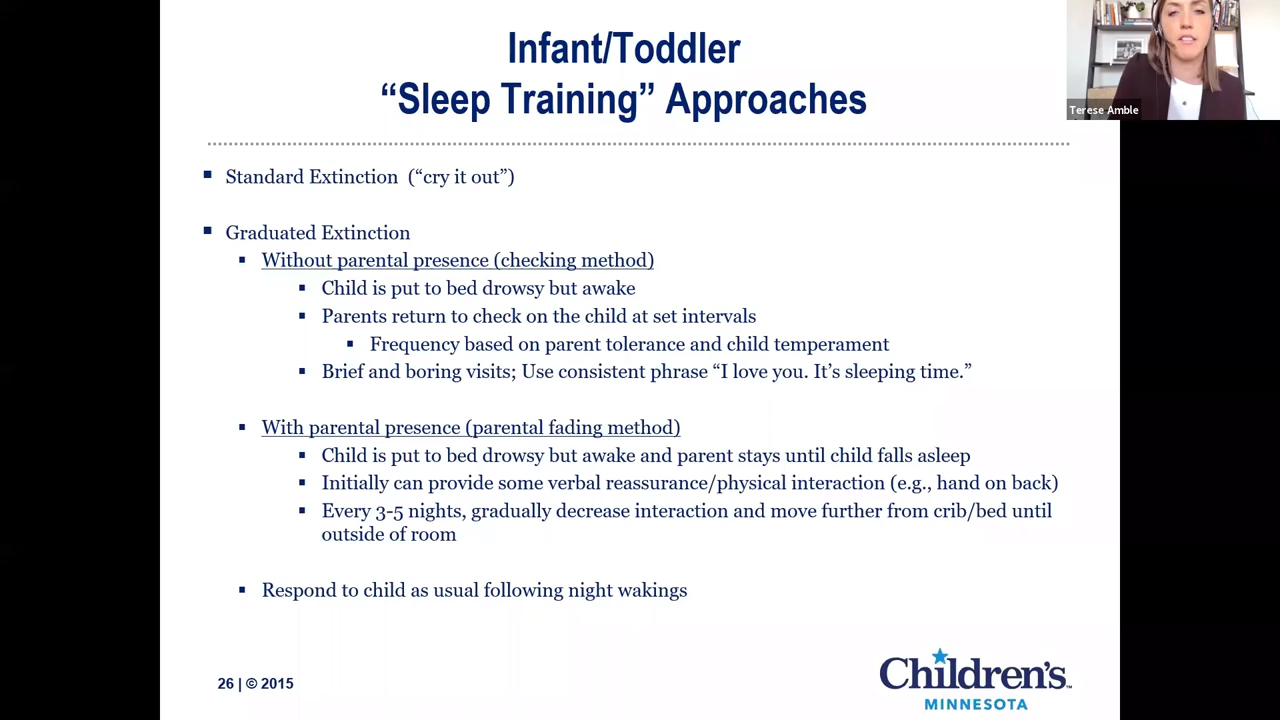 Infant/Toddler
“Sleep Training” Approaches
Terese Amble
▪ Standard Extinction (“cry it out”)
▪ Graduated Extinction
▪ Without parental presence (checking method)
▪ Child is put to bed drowsy but awake
▪ Parents return to check on the child at set intervals
▪ Frequency based on parent tolerance and child temperament
▪ Brief and boring visits; Use consistent phrase “I love you. It’s sleeping time.”
▪ With parental presence (parental fading method)
▪ Child is put to bed drowsy but awake and parent stays until child falls asleep
▪ Initially can provide some verbal reassurance/physical interaction (e.g., hand on back)
▪ Every 3-5 nights, gradually decrease interaction and move further from crib/bed until
outside of room
▪ Respond to child as usual following night wakings
26 | © 2015
Children's™
MINNESOTA